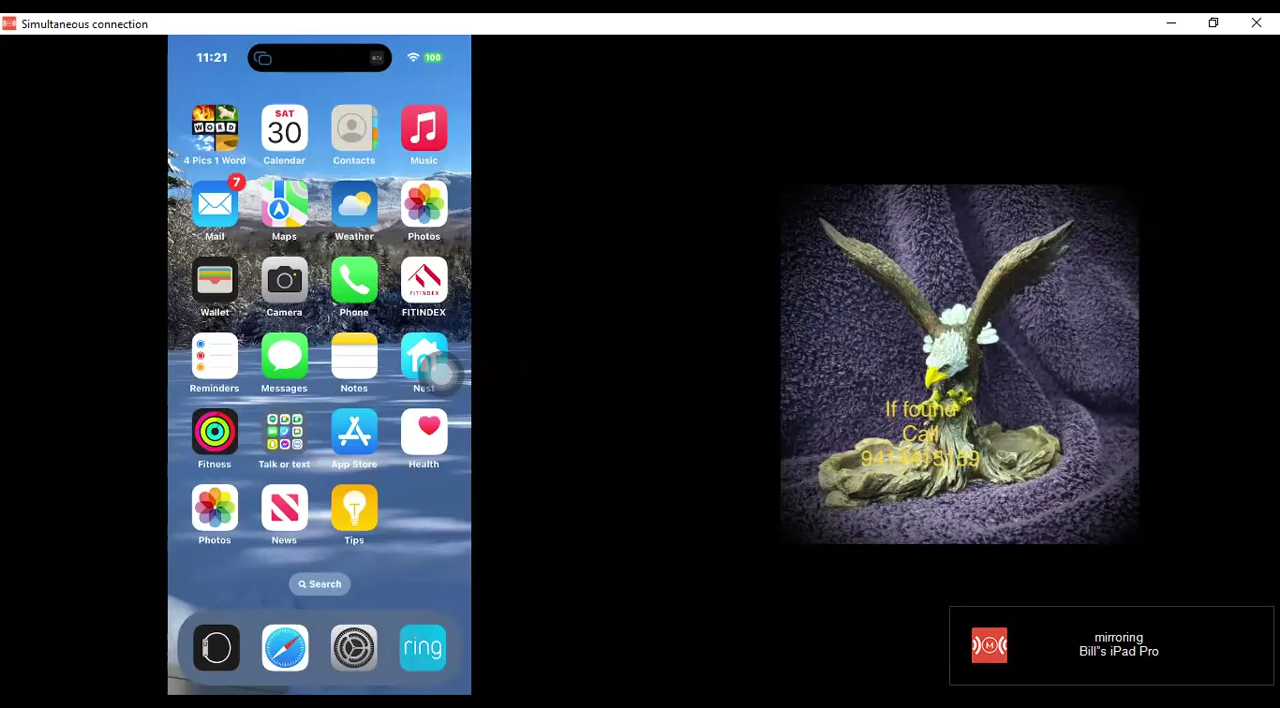 Simultaneous connection
11:21
100
WORD
SAT
30
4 Pics 1 Word
Calendar
Contacts
Music
7
Mail
Maps
Weather
Photos
FITINDEX
Wallet
Camera
Phone
FITINDEX
Reminders
Messages
Notes
Nest
Fitness
Talk or text
App Store
Health
Photos
News
Tips
Search
ring
If found
Call
M
mirroring
Bill"s iPad Pro